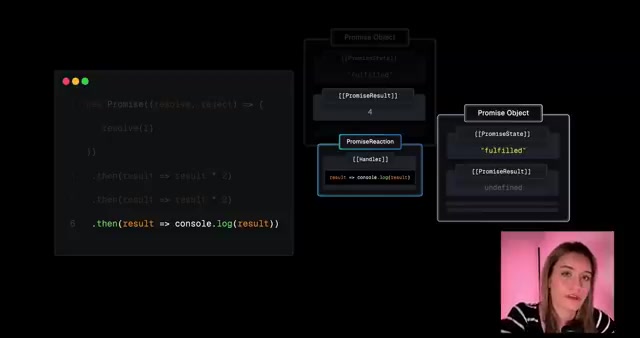 new Promise((resolve, reject) => {
resolve(2)
})
.then(result => result * 2)
.then(result => result * 2)
6 .then(result => console.log(result))
Promise Object
[[PromiseState]]
"fulfilled"
[[PromiseResult]]
4
PromiseReaction
[[Handler]]
result => console.log(result)
Promise Object
[[PromiseState]]
"fulfilled"
[[PromiseResult]]
undefined